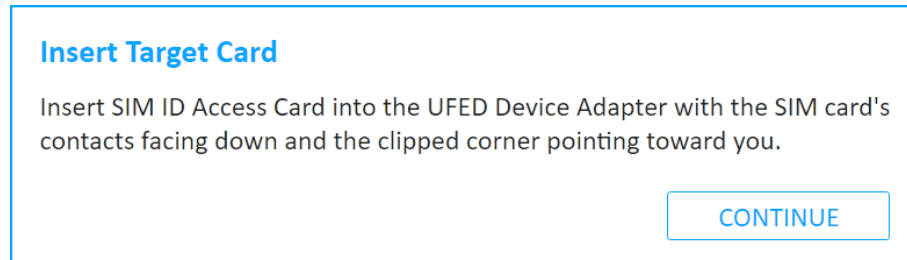 Insert Target Card
Insert SIM ID Access Card into the UFED Device Adapter with the SIM card's
contacts facing down and the clipped corner pointing toward you.
CONTINUE